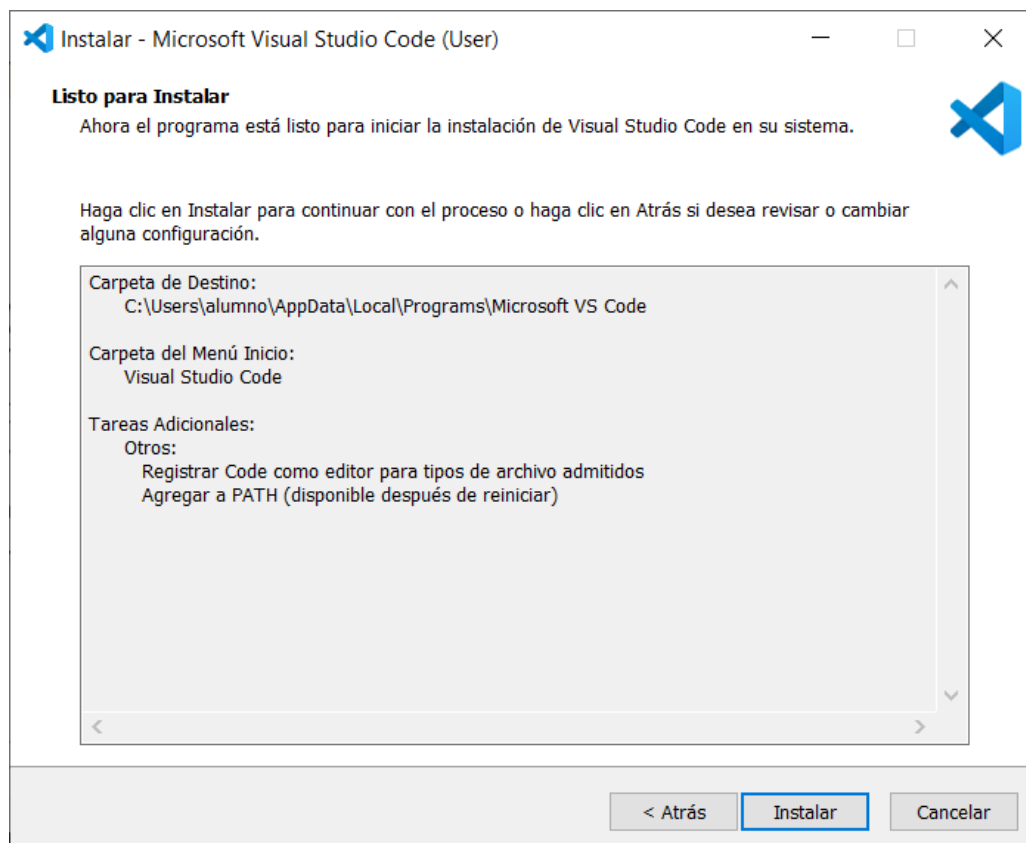 Instalar - Microsoft Visual Studio Code (User)
Listo para Instalar
Ahora el programa está listo para iniciar la instalación de Visual Studio Code en su sistema.
Haga clic en Instalar para continuar con el proceso o haga clic en Atrás si desea revisar o cambiar
alguna configuración.
Carpeta de Destino:
C:\Users\alumno\AppData\Local\Programs\Microsoft VS Code
Carpeta del Menú Inicio:
Visual Studio Code
Tareas Adicionales:
Otros:
Registrar Code como editor para tipos de archivo admitidos
Agregar a PATH (disponible después de reiniciar)
< Atrás Instalar Cancelar